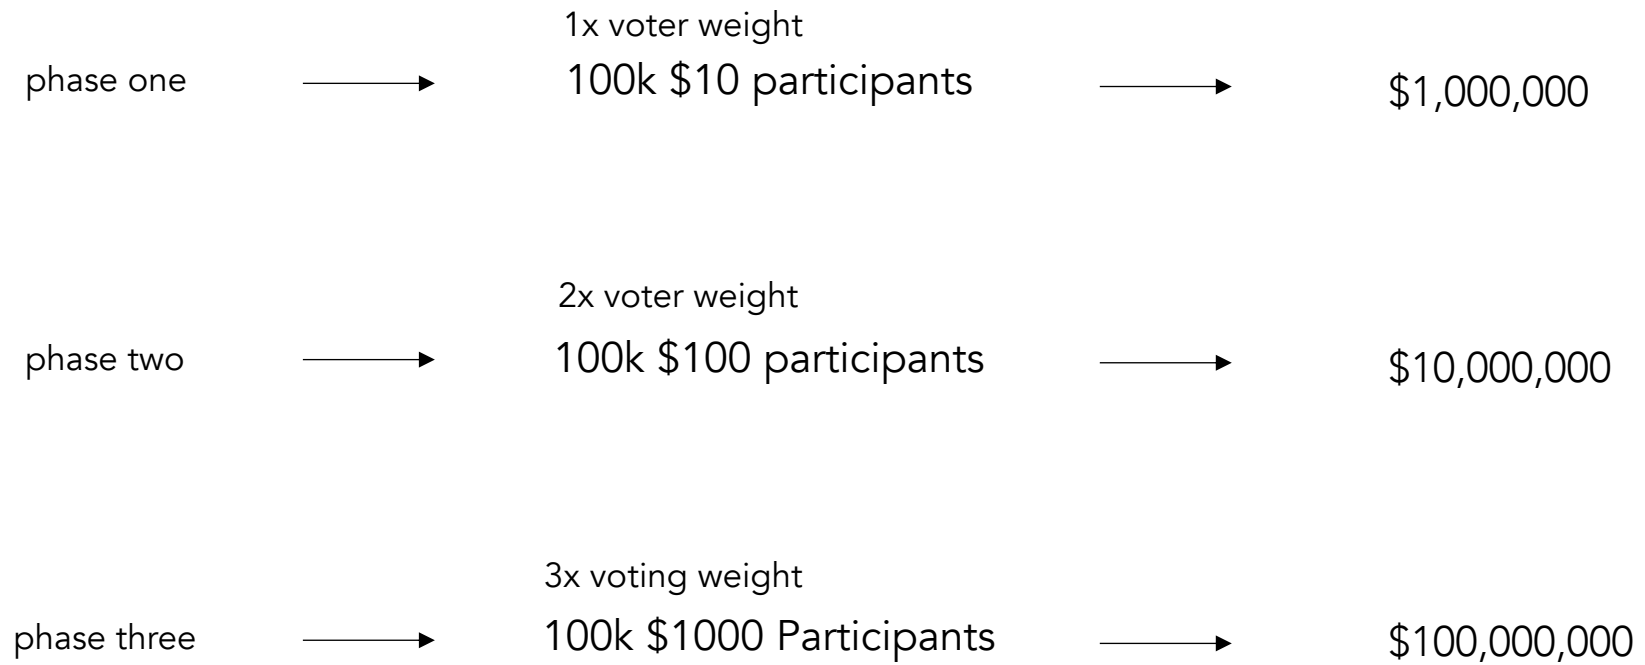 1x voter weight
phase one
100k $10 participants
$1,000,000
2x voter weight
phase two
100k $100 participants
$10,000,000
3x voting weight
phase three
100k $1000 Participants
$100,000,000